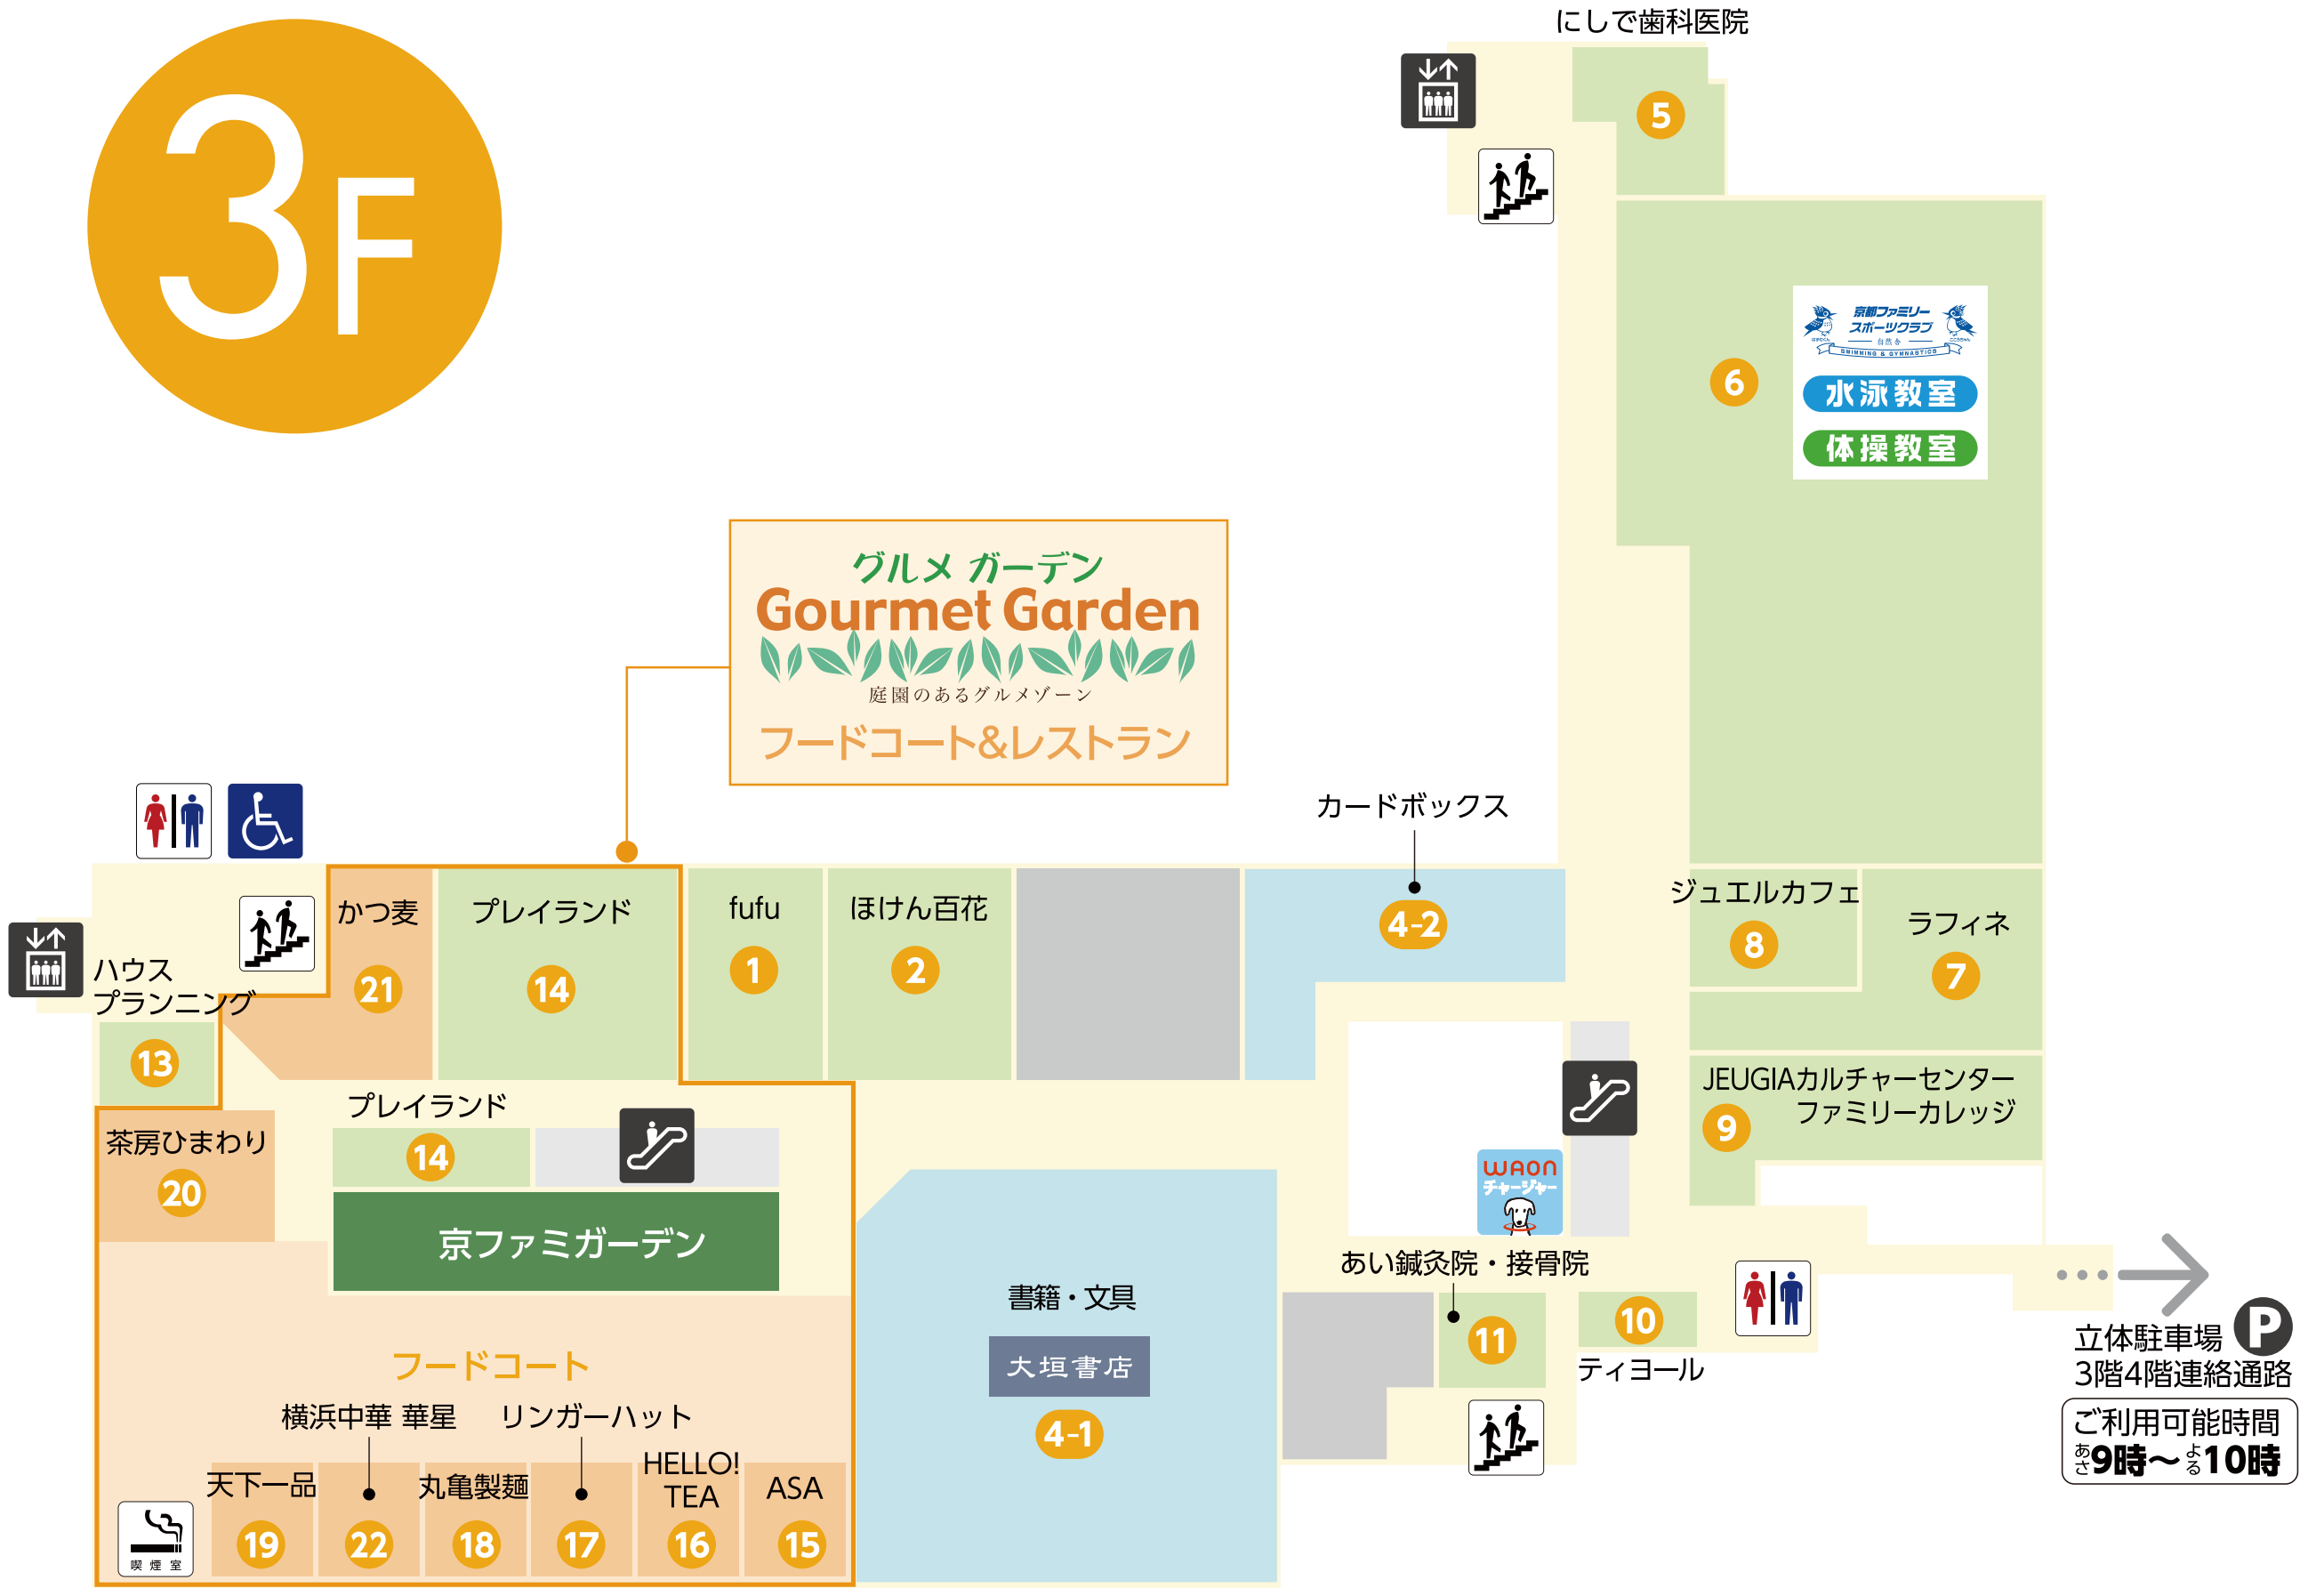 3F
にしで歯科医院
5
京都ファミリー
スポーツクラブ
自然舎
SWIMMING & GYMNASTICS
6
水泳教室
体操教室
グルメ ガーデン
Gourmet Garden
庭園のあるグルメゾーン
フードコート&レストラン
カードボックス
4-2
かつ麦
21
プレイランド
14
fufu
1
ほけん百花
2
ジュエルカフェ
8
ラフィネ
7
ハウス
プランニング
13
JEUGIAカルチャーセンター
ファミリーカレッジ
9
プレイランド
14
茶房ひまわり
20
京ファミガーデン
WAON
チャージャー
あい鍼灸院・接骨院
11
10
ティヨール
書籍・文具
大垣書店
4-1
P
立体駐車場
3階4階連絡通路
ご利用可能時間
あさ9時〜よる10時
フードコート
横浜中華 華星
リンガーハット
天下一品
丸亀製麺
HELLO!
TEA
ASA
喫煙室
19
22
18
17
16
15